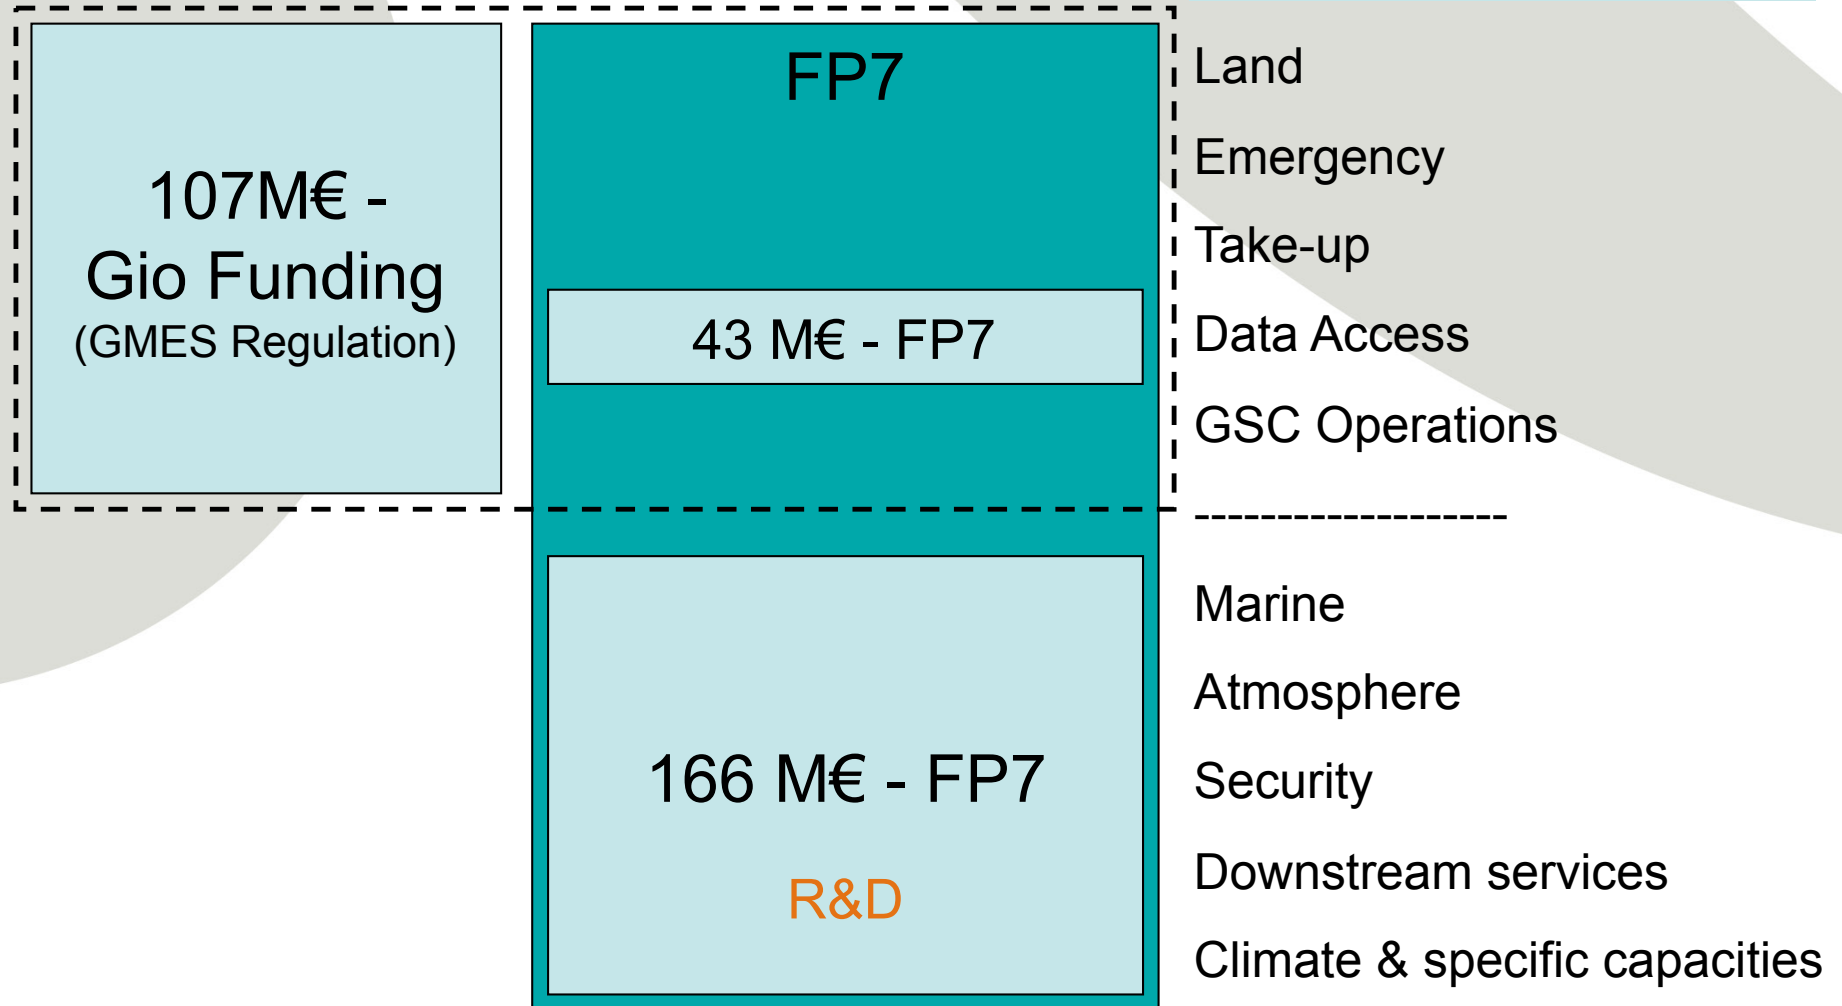 107M€ -
Gio Funding
(GMES Regulation)
FP7
43 M€ - FP7
166 M€ - FP7
R&D
Land
Emergency
Take-up
Data Access
GSC Operations
-------------------
Marine
Atmosphere
Security
Downstream services
Climate & specific capacities